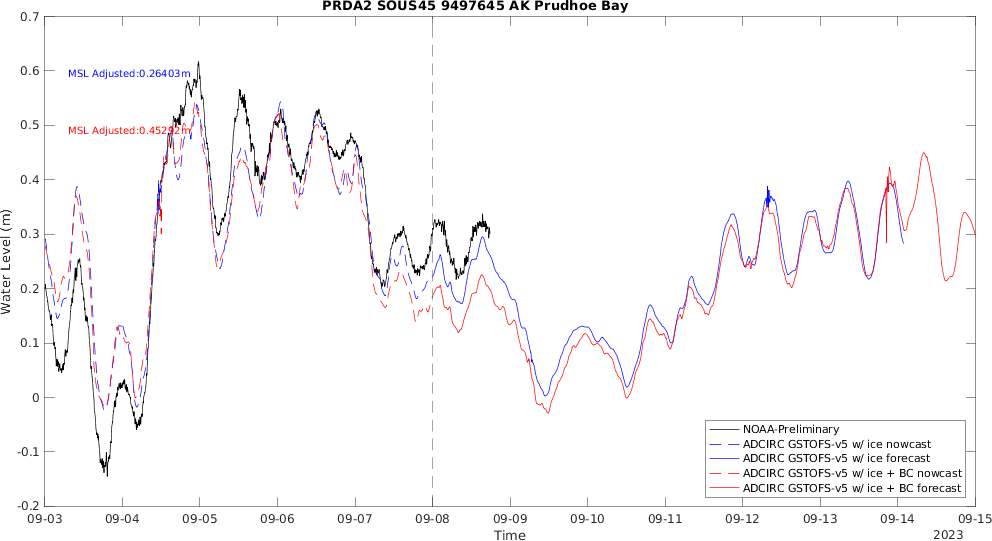 PRDA2 SOUS45 9497645 AK Prudhoe Bay
0.7
0.6
0.5
0.4
0.3
0.2
0.1
0
-0.1
-0.2
Water Level (m)
MSL Adjusted:0.26403m
MSL Adjusted:0.45292m
NOAA-Preliminary
ADCIRC GSTOFS-v5 w/ ice nowcast
ADCIRC GSTOFS-v5 w/ ice forecast
ADCIRC GSTOFS-v5 w/ ice + BC nowcast
ADCIRC GSTOFS-v5 w/ ice + BC forecast
09-03 09-04 09-05 09-06 09-07 09-08 09-09 09-10 09-11 09-12 09-13 09-14 09-15
Time
2023